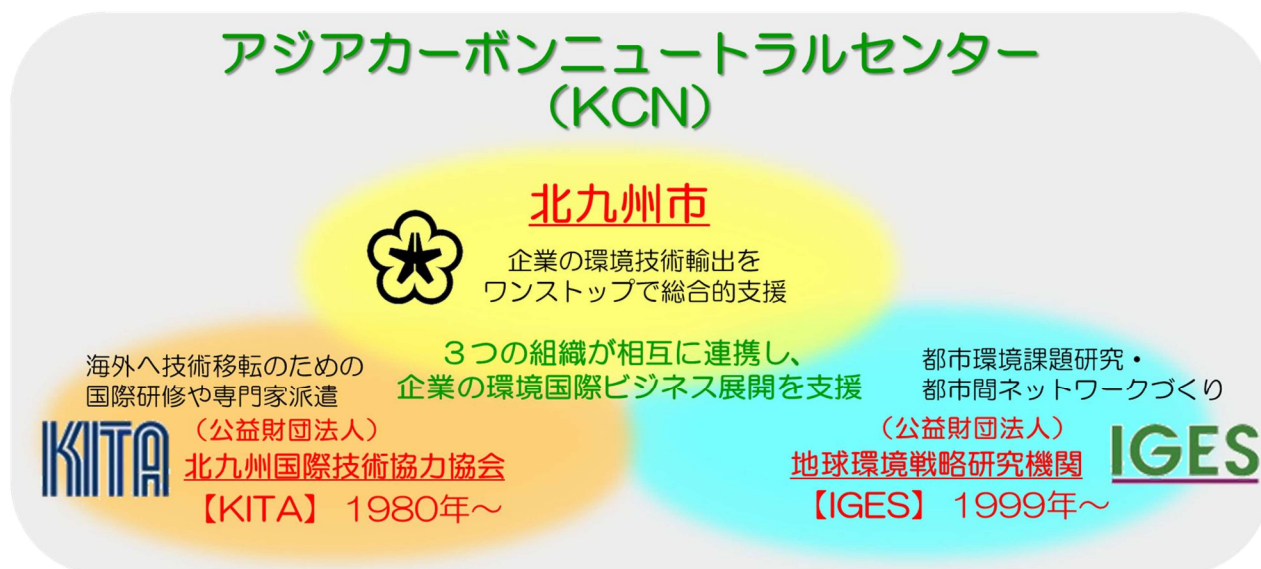 アジアカーボンニュートラルセンター
（KCN）
北九州市
企業の環境技術輸出を
ワンストップで総合的支援
３つの組織が相互に連携し、
企業の環境国際ビジネス展開を支援
海外へ技術移転のための
国際研修や専門家派遣
KITA
（公益財団法人）
北九州国際技術協力協会
【KITA】 1980年～
都市環境課題研究・
都市間ネットワークづくり
（公益財団法人）
地球環境戦略研究機関
【IGES】 1999年～
IGES